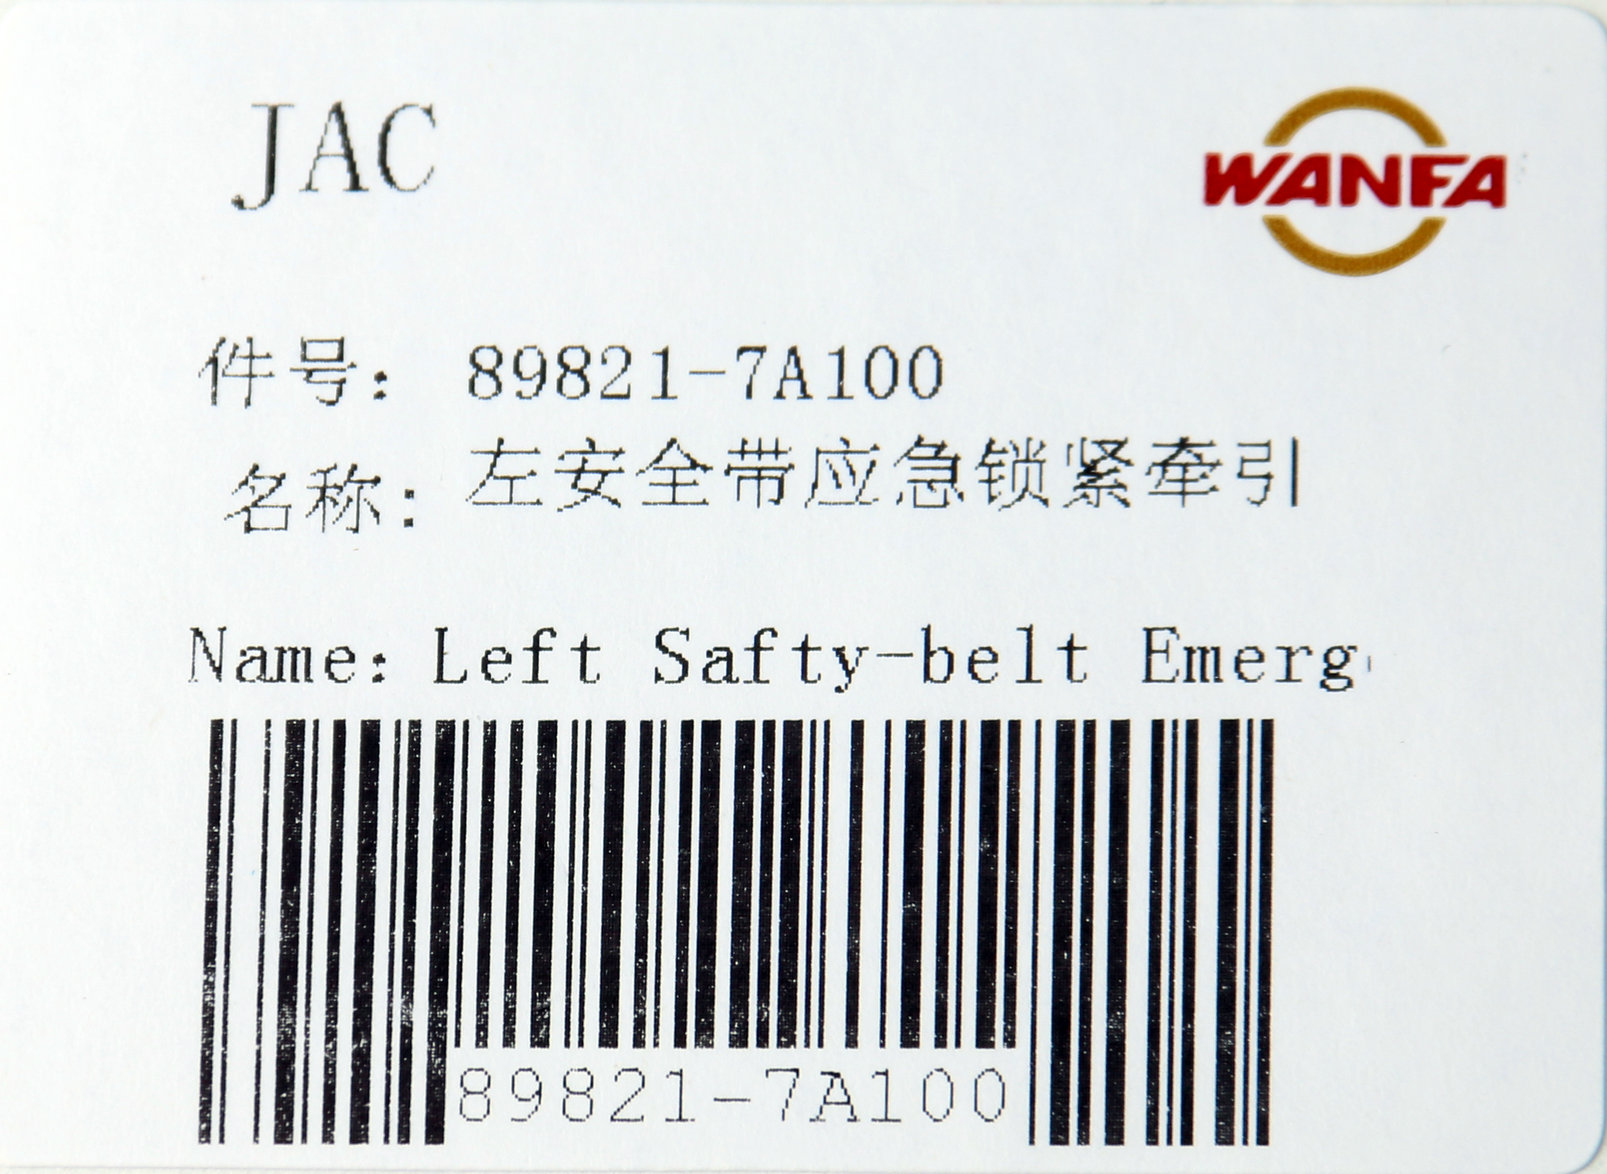 JAC
WANFA
件号: 89821-7A100
名称: 左安全带应急锁紧牵引
Name: Left Safty-belt Emerg
89821-7A100